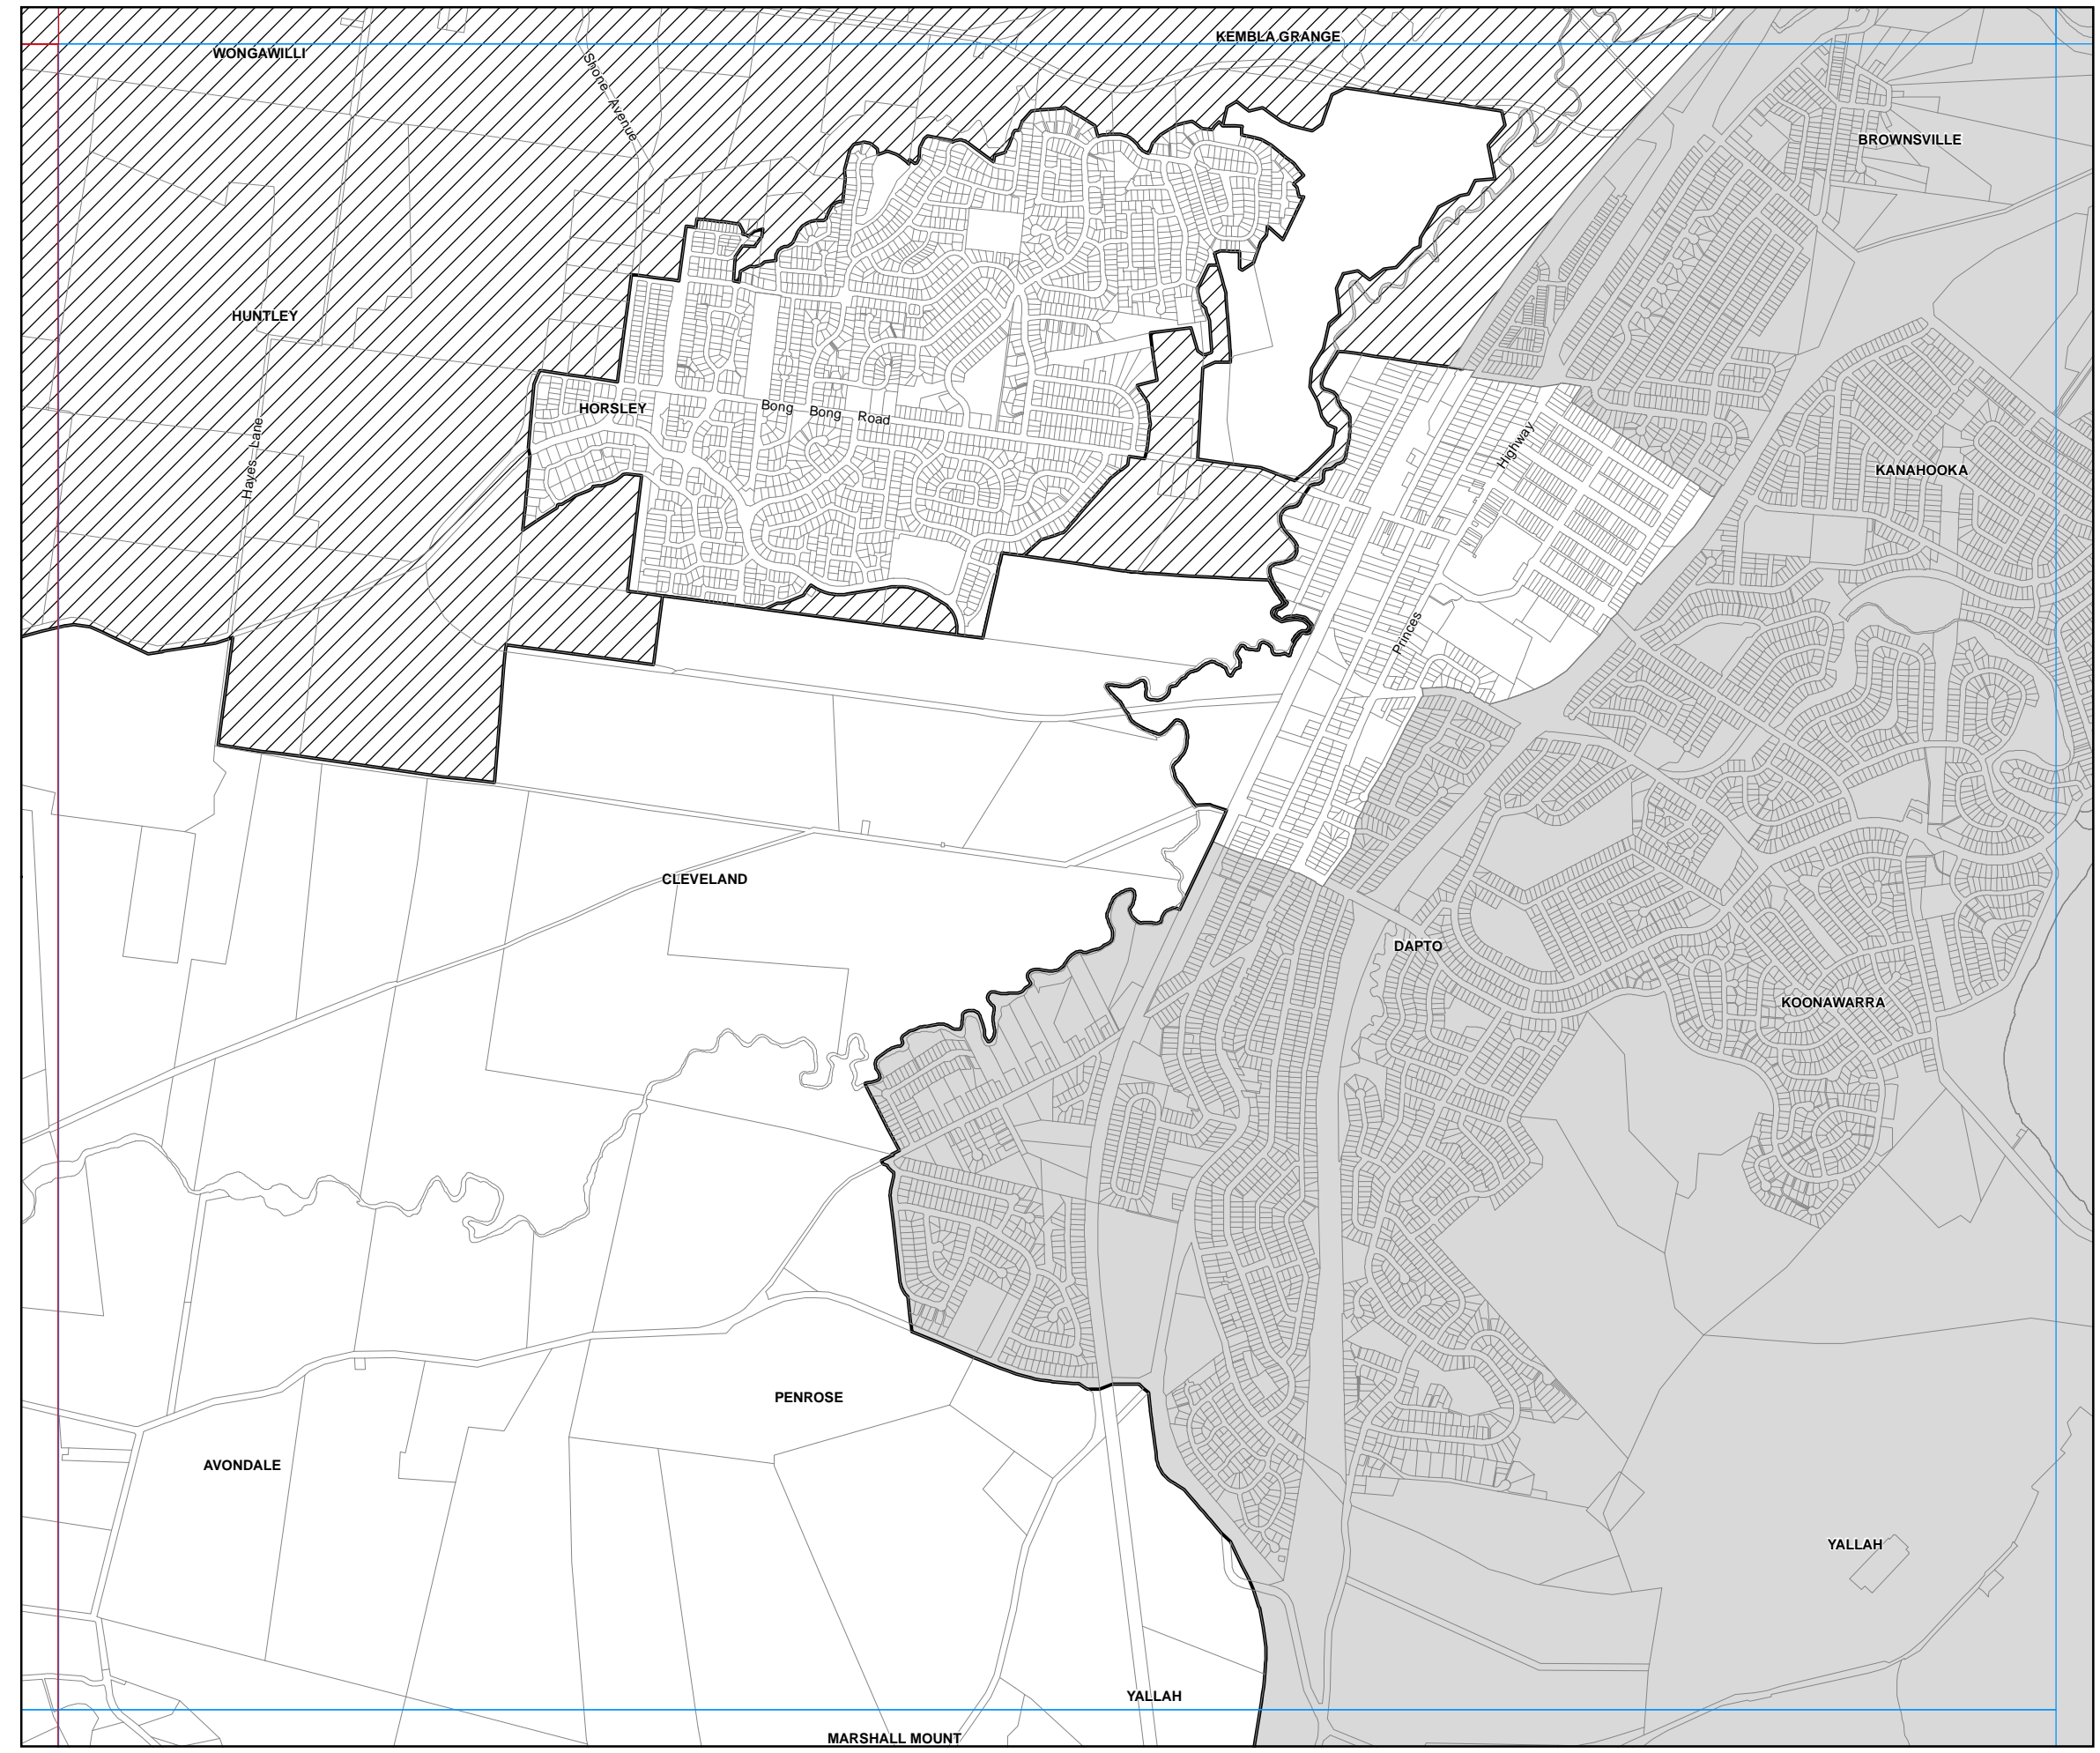 KEMBLA GRANGE
WONGAWILLI
Shone Avenue
BROWNSVILLE
HUNTLEY
HORSLEY
Bong Bong Road
Highway
Hayes Lane
KANAHOOKA
Princes
CLEVELAND
DAPTO
KOONAWARRA
PENROSE
AVONDALE
YALLAH
YALLAH
MARSHALL MOUNT